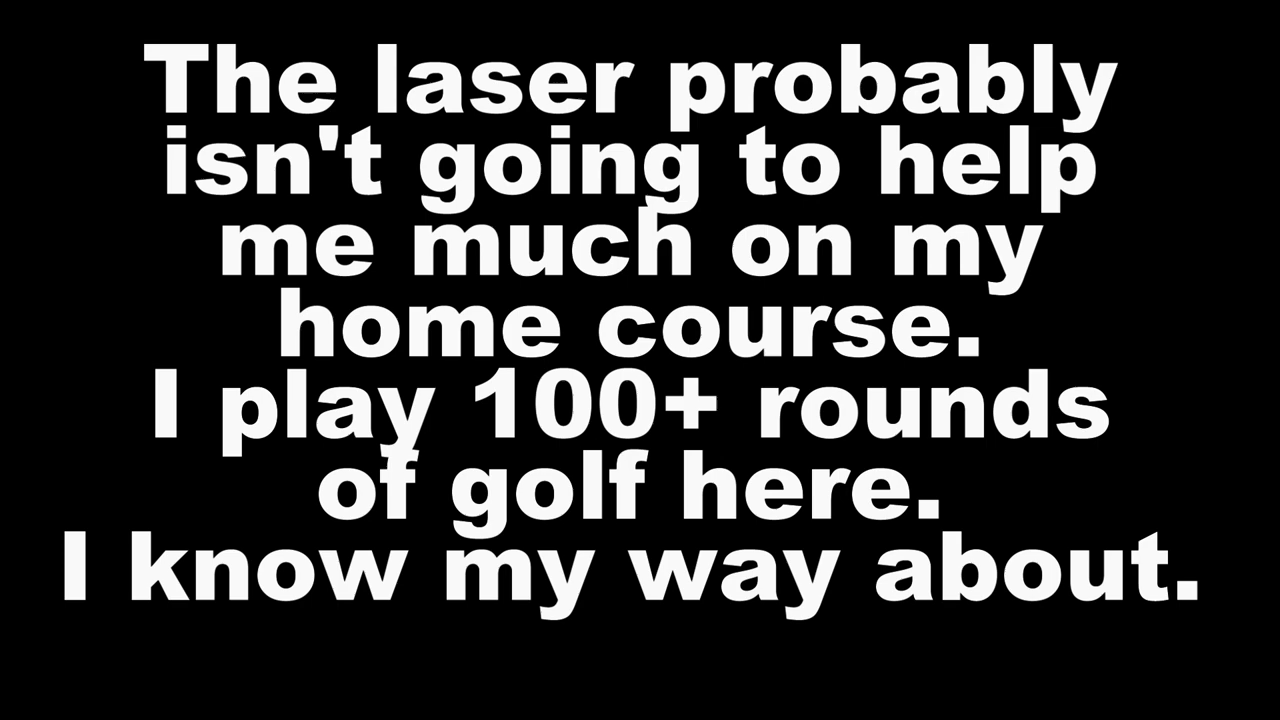 The laser probably
isn't going to help
me much on my
home course.
I play 100+ rounds
of golf here.
I know my way about.